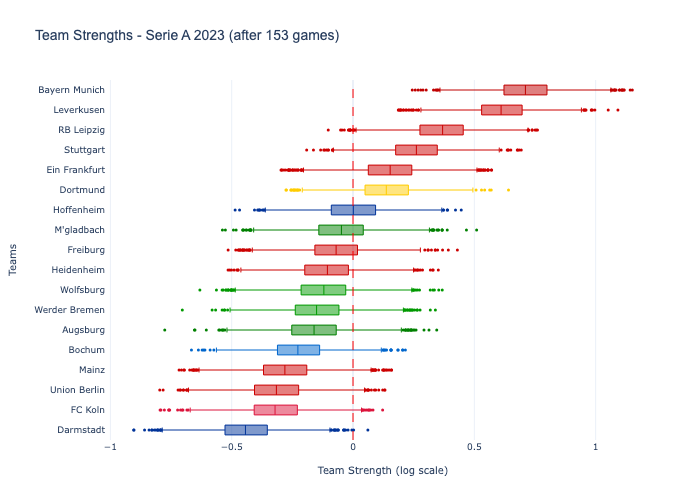 Team Strengths - Serie A 2023 (after 153 games)
Bayern Munich
Leverkusen
RB Leipzig
Stuttgart
Ein Frankfurt
Dortmund
Hoffenheim
M'gladbach
Freiburg
Heidenheim
Wolfsburg
Werder Bremen
Augsburg
Bochum
Mainz
Union Berlin
FC Koln
Darmstadt
Teams
−1 −0.5 0 0.5 1
Team Strength (log scale)